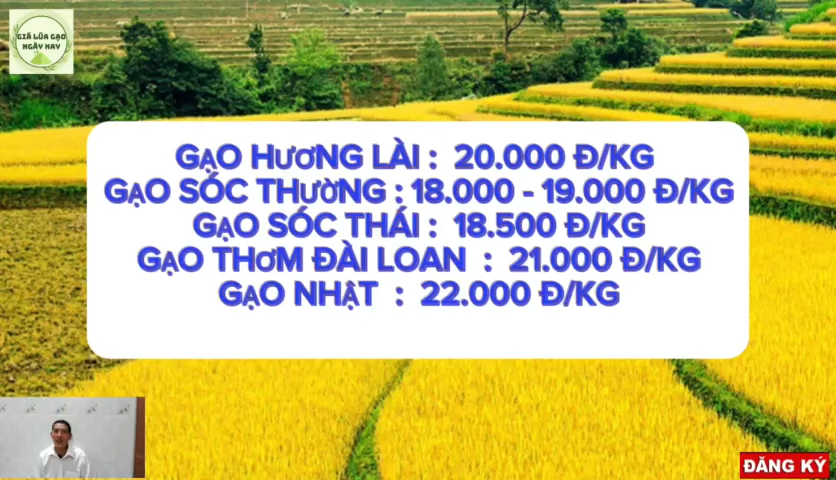 GIÁ LÚA GẠO
NGÀY NAY
GẠO HƯƠNG LÀI : 20.000 Đ/KG
GẠO SÓC THƯỜNG : 18.000 - 19.000 Đ/KG
GẠO SÓC THÁI : 18.500 Đ/KG
GẠO THƠM ĐÀI LOAN : 21.000 Đ/KG
GẠO NHẬT : 22.000 Đ/KG
ĐĂNG KÝ